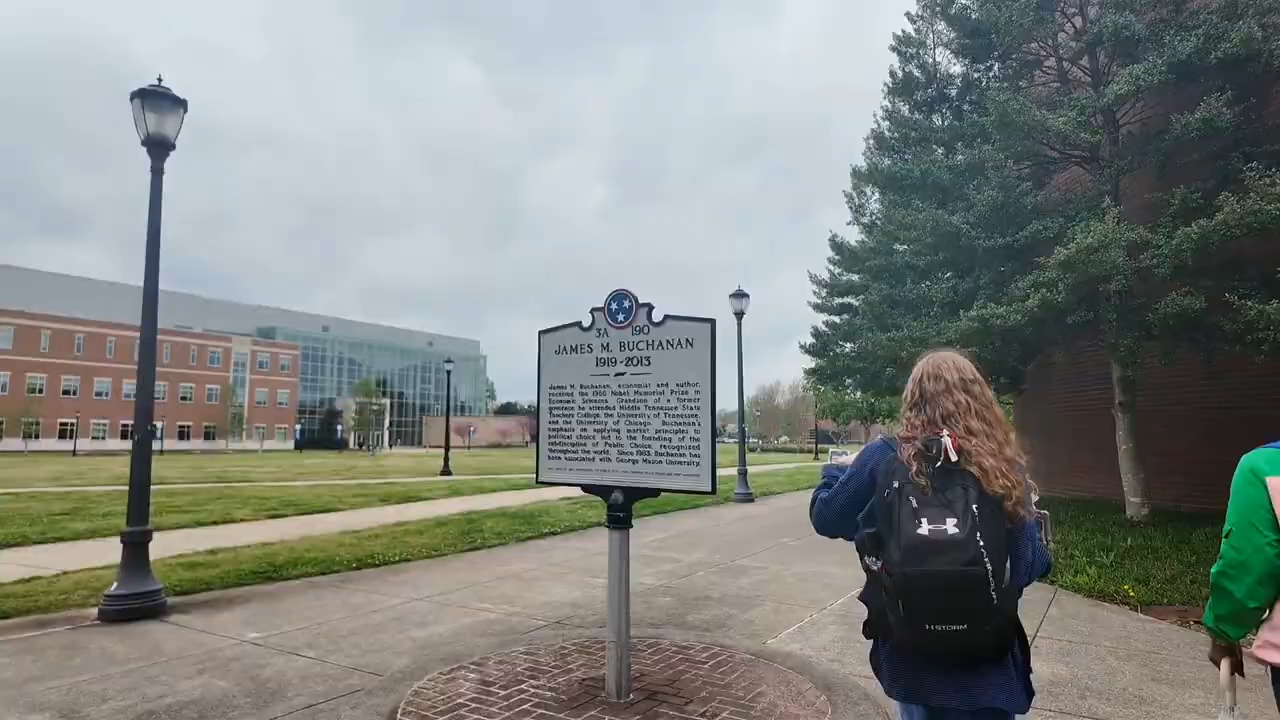 3A 190
JAMES M. BUCHANAN
1919-2013
James M. Buchanan, economist and author,
received the 1986 Nobel Memorial Prize in
Economic Sciences. Grandson of a former
governor, he attended Middle Tennessee State
Teachers College, the University of Tennessee,
and the University of Chicago. Buchanan's
emphasis on applying market principles to
political choice led to the founding of the
subdiscipline of Public Choice, recognized
throughout the world. Since 1983, Buchanan has
been associated with George Mason University.
UNDER ARMOUR
STORM